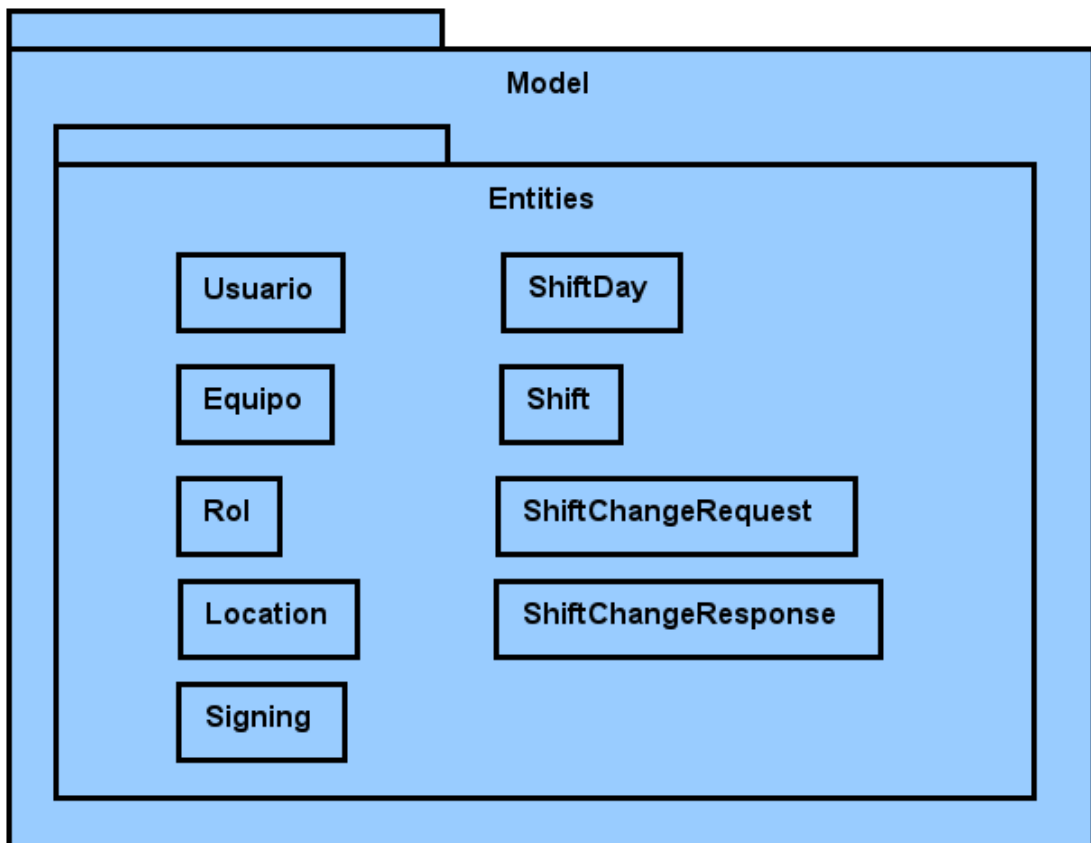 Model
Entities
Usuario
ShiftDay
Equipo
Shift
Rol
ShiftChangeRequest
Location
ShiftChangeResponse
Signing